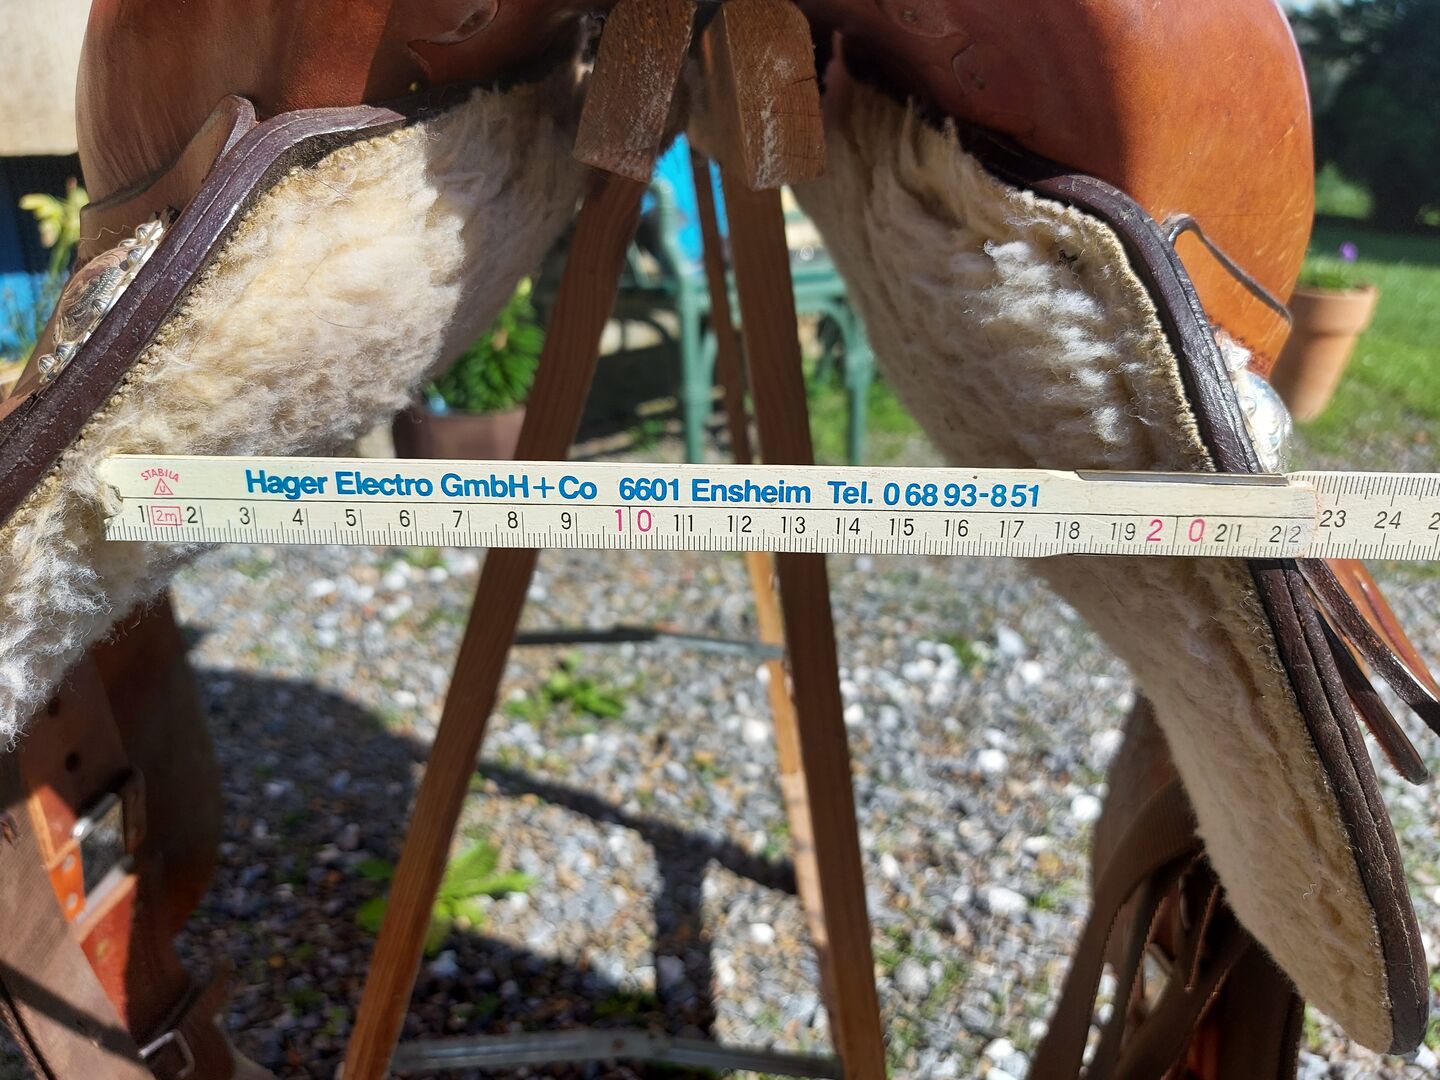 STABILA
Hager Electro GmbH+Co 6601 Ensheim Tel. 06893-851
1 2m 2 3 4 5 6 7 8 9 10 11 12 13 14 15 16 17 18 19 20 21 22 23 24